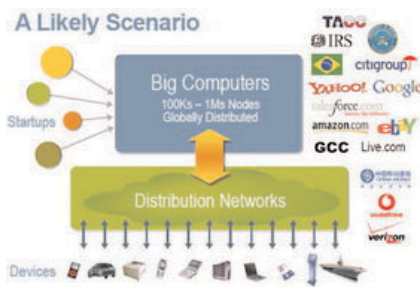 A Likely Scenario
Big Computers
100Ks – 1Ms Nodes
Globally Distributed
Startups
Distribution Networks
Devices
TACC
IRS
citigroup
YAHOO! Google
salesforce.com
amazon.com ebay
GCC Live.com
vodafone
verizon